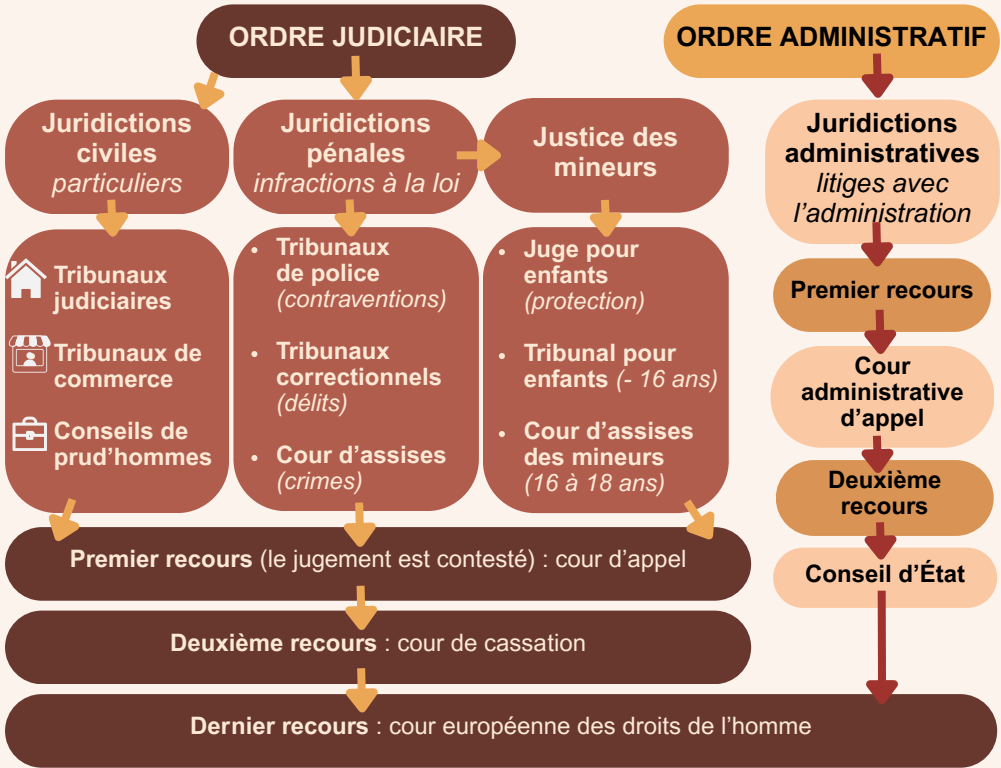 ORDRE JUDICIAIRE
Juridictions
civiles
particuliers
Juridictions
pénales
infractions à la loi
Justice des
mineurs
Tribunaux
judiciaires
Tribunaux de
commerce
Conseils de
prud'hommes
• Tribunaux
de police
(contraventions)
• Tribunaux
correctionnels
(délits)
• Cour d'assises
(crimes)
• Juge pour
enfants
(protection)
• Tribunal pour
enfants (- 16 ans)
• Cour d'assises
des mineurs
(16 à 18 ans)
Premier recours (le jugement est contesté) : cour d'appel
Deuxième recours : cour de cassation
ORDRE ADMINISTRATIF
Juridictions
administratives
litiges avec
l'administration
Premier recours
Cour
administrative
d'appel
Deuxième
recours
Conseil d'État
Dernier recours : cour européenne des droits de l'homme